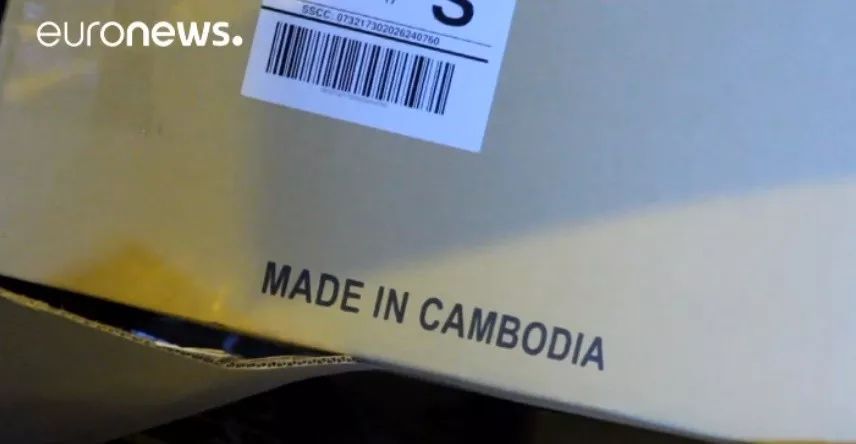 euronews.
S
SSCC: 073217302026240760
MADE IN CAMBODIA